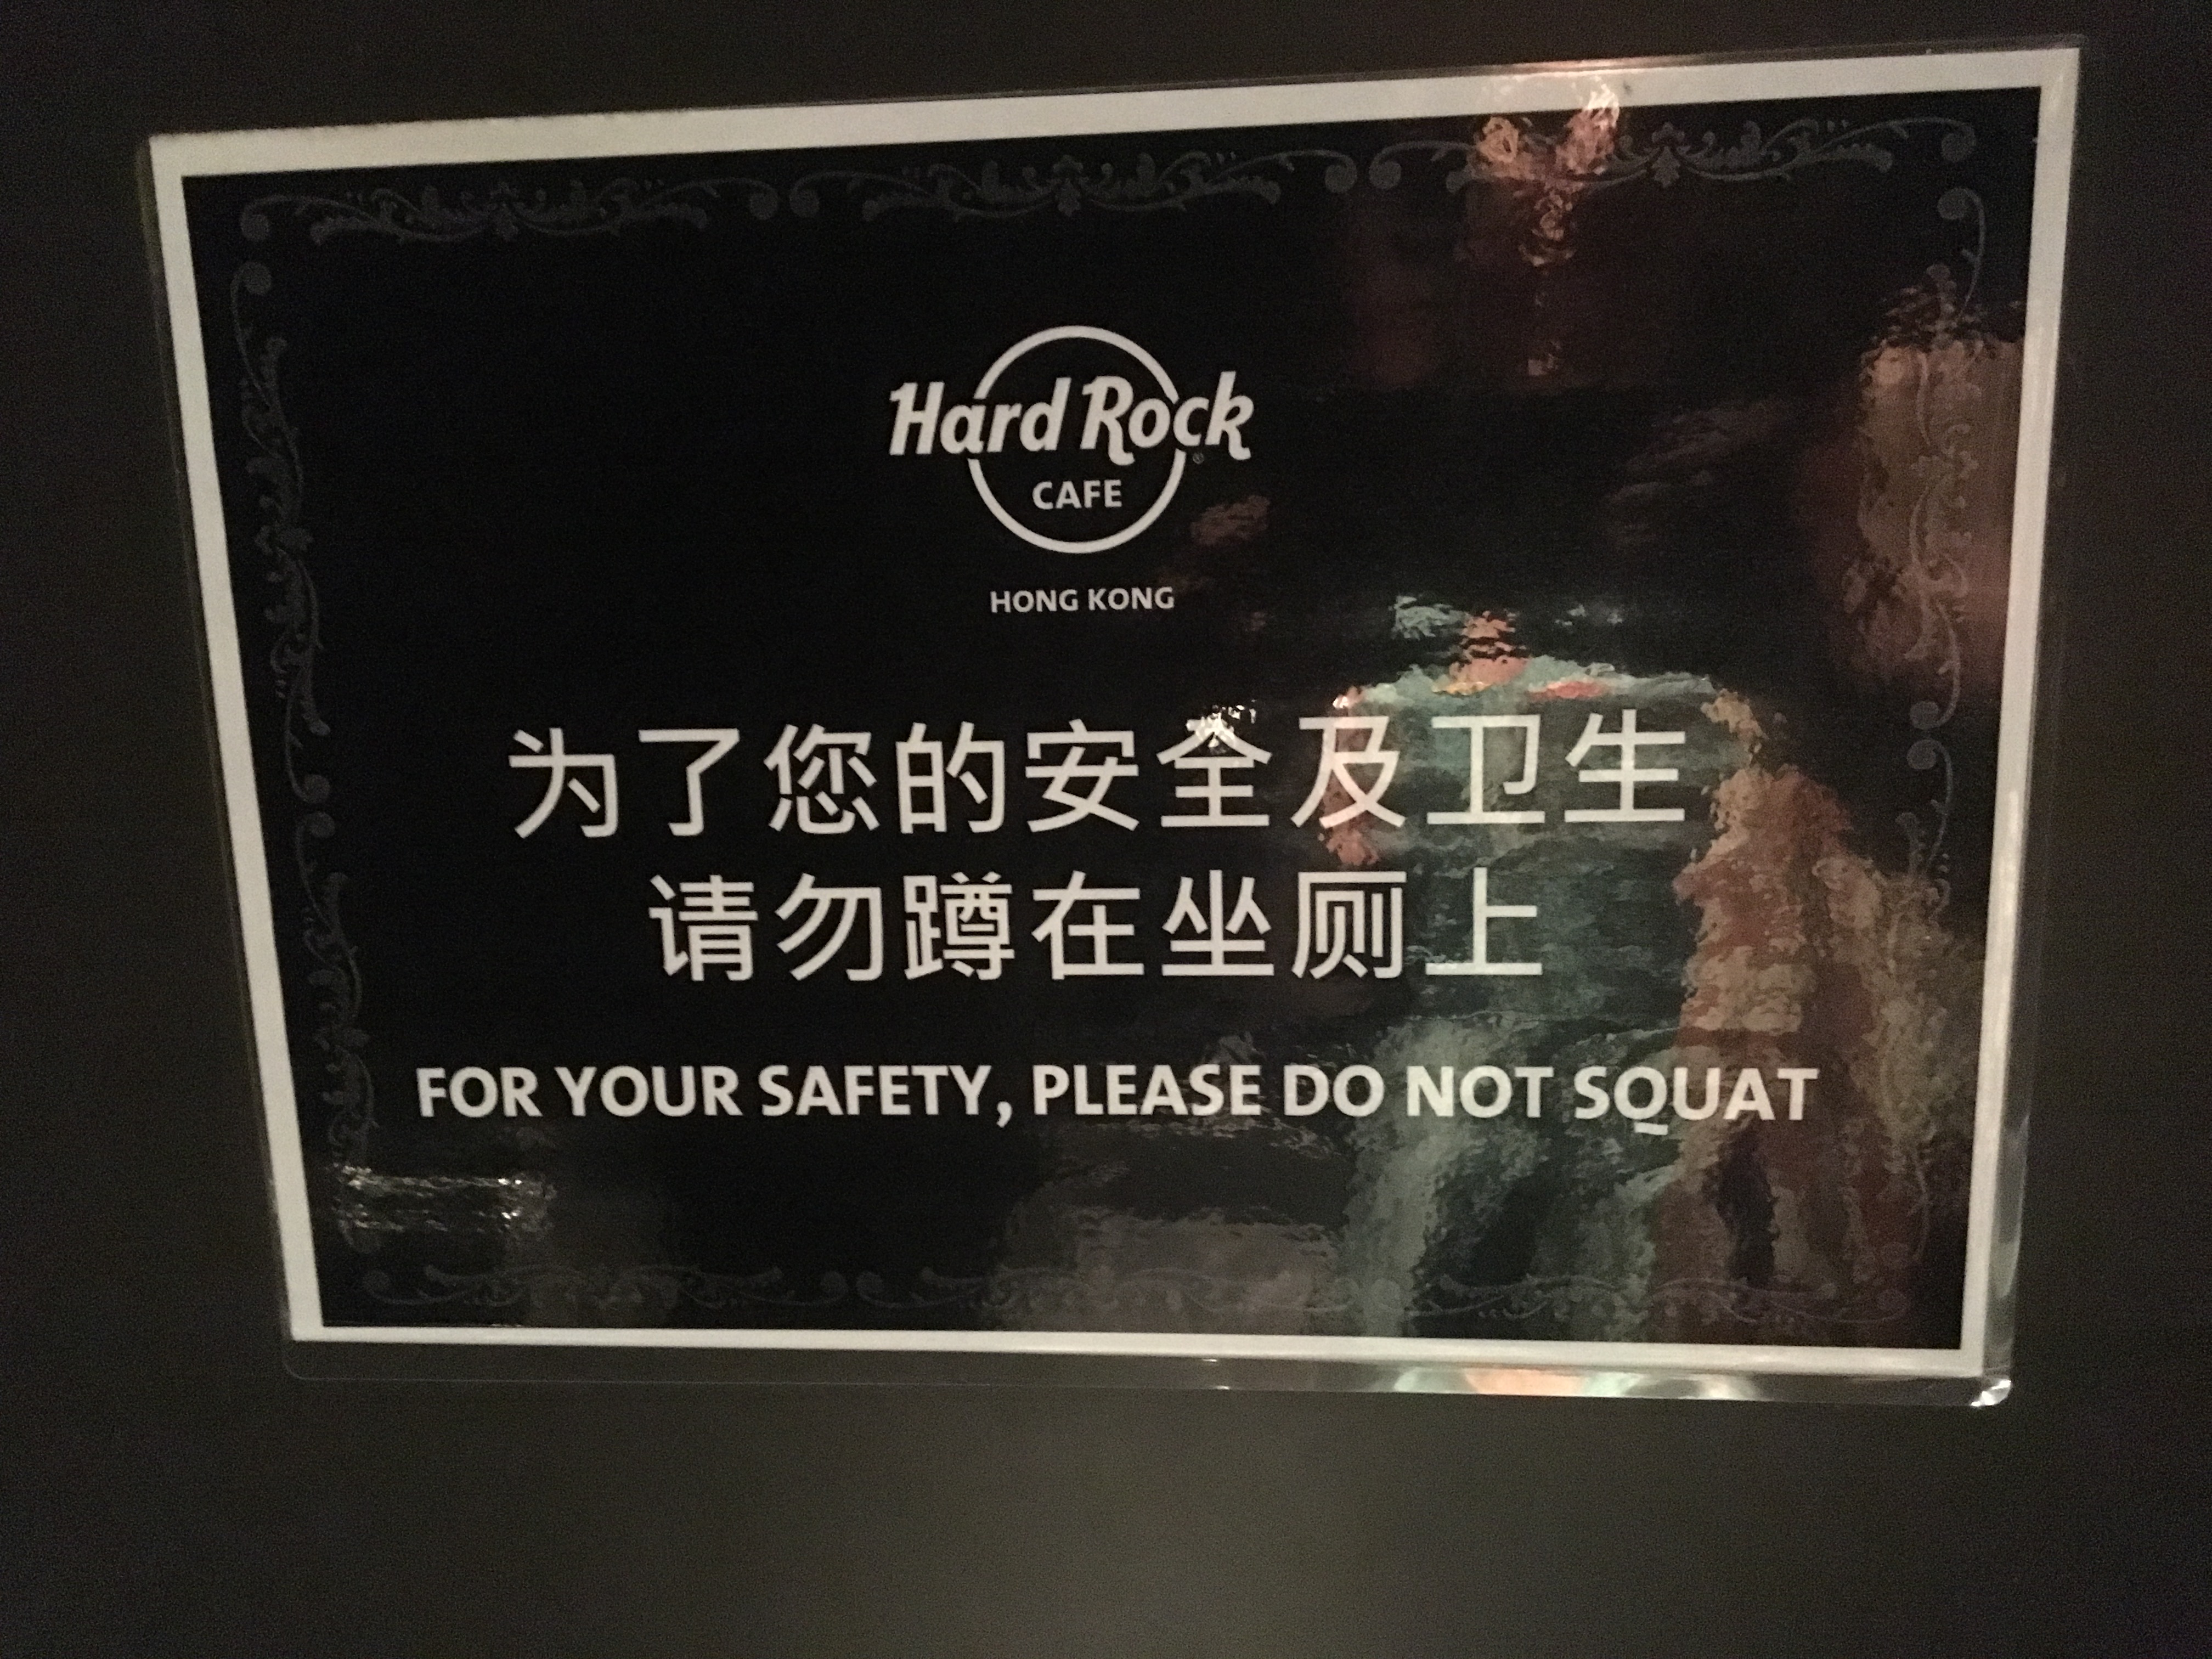 Hard Rock
CAFE
HONG KONG
为了您的安全及卫生
请勿蹲在坐厕上
FOR YOUR SAFETY, PLEASE DO NOT SQUAT